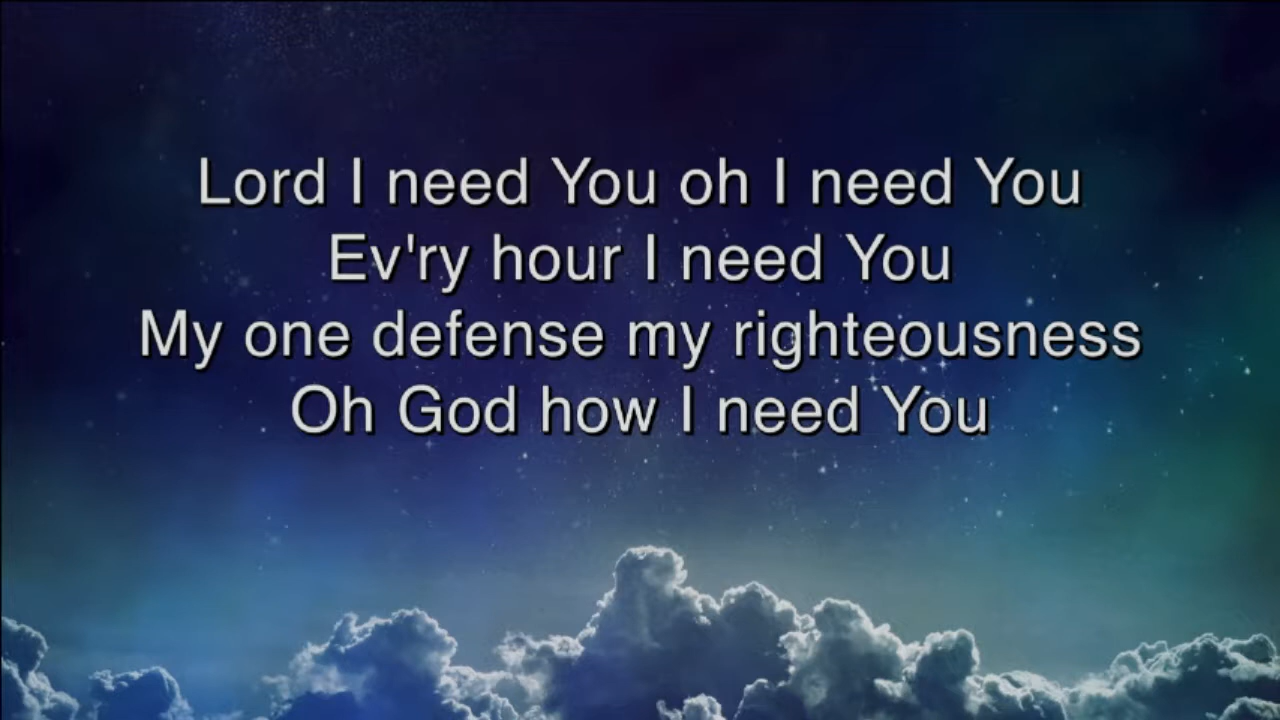 Lord I need You oh I need You
Ev'ry hour I need You
My one defense my righteousness
Oh God how I need You